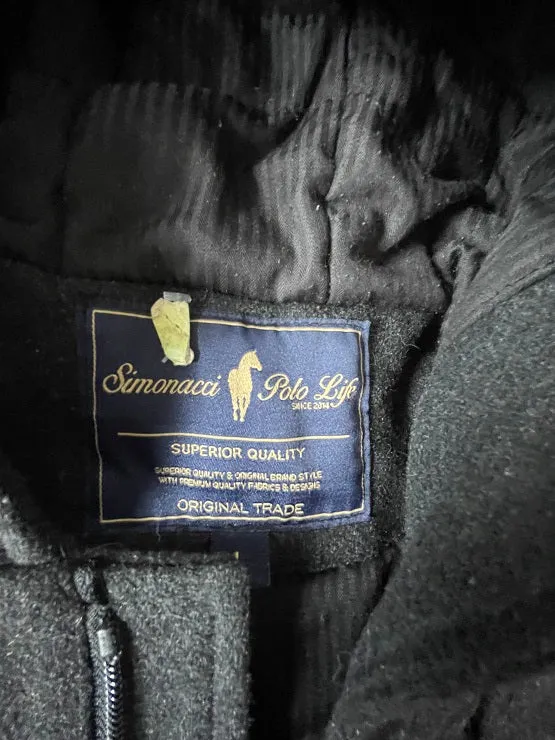 Simonacci Polo Life
SINCE 2014
SUPERIOR QUALITY
SUPERIOR QUALITY & ORIGINAL BRAND STYLE
WITH PREMIUM QUALITY FABRICS & DESIGNS
ORIGINAL TRADE